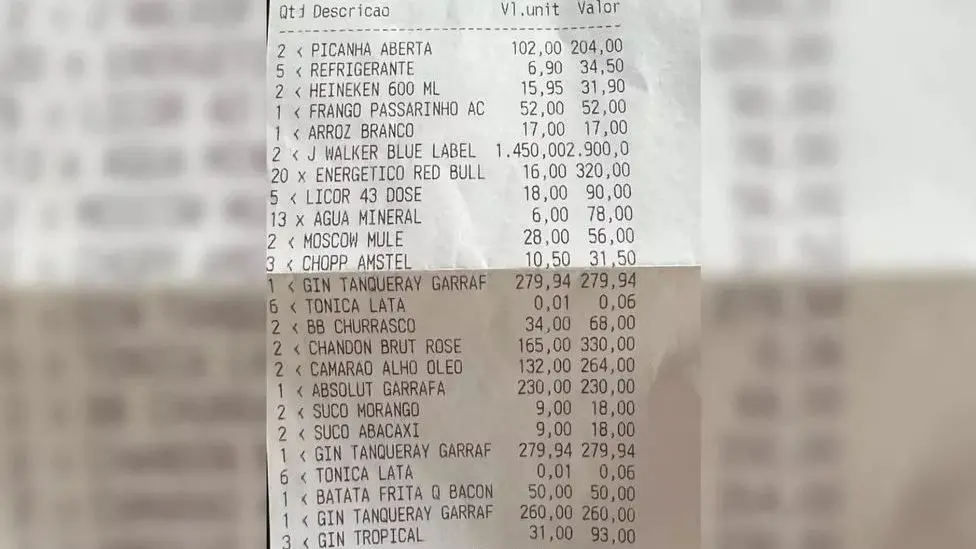 Qtd Descricao Vl.unit Valor
2 x PICANHA ABERTA 102,00 204,00
5 x REFRIGERANTE 6,90 34,50
2 x HEINEKEN 600 ML 15,95 31,90
1 x FRANGO PASSARINHO AC 52,00 52,00
1 x ARROZ BRANCO 17,00 17,00
2 x J WALKER BLUE LABEL 1.450,002.900,0
20 x ENERGETICO RED BULL 16,00 320,00
5 x LICOR 43 DOSE 18,00 90,00
13 x AGUA MINERAL 6,00 78,00
2 x MOSCOW MULE 28,00 56,00
3 x CHOPP AMSTEL 10,50 31,50
1 x GIN TANQUERAY GARRAF 279,94 279,94
6 x TONICA LATA 0,01 0,06
2 x BB CHURRASCO 34,00 68,00
2 x CHANDON BRUT ROSE 165,00 330,00
2 x CAMARAO ALHO OLEO 132,00 264,00
1 x ABSOLUT GARRAFA 230,00 230,00
2 x SUCO MORANGO 9,00 18,00
2 x SUCO ABACAXI 9,00 18,00
1 x GIN TANQUERAY GARRAF 279,94 279,94
6 x TONICA LATA 0,01 0,06
1 x BATATA FRITA Q BACON 50,00 50,00
1 x GIN TANQUERAY GARRAF 260,00 260,00
3 x GIN TROPICAL 31,00 93,00